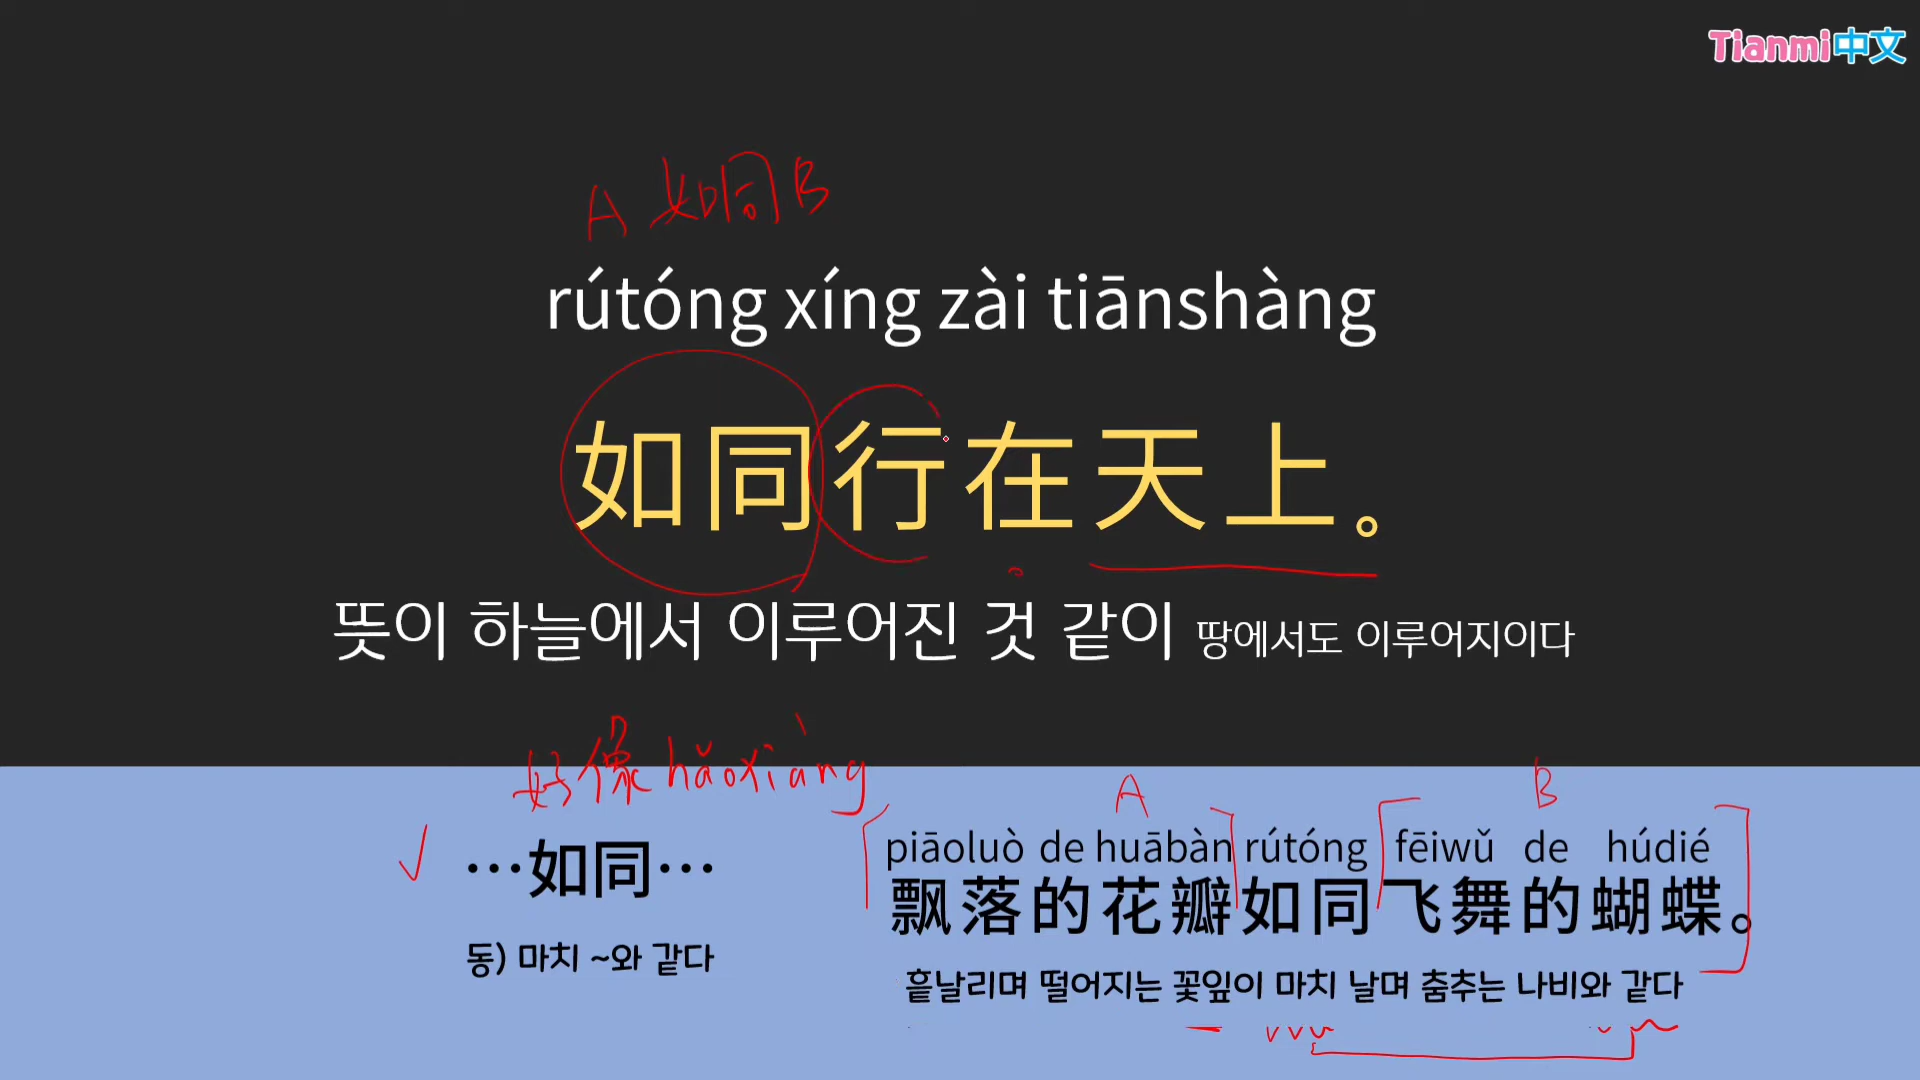 Tianmi中文
A 如同 B
rútóng xíng zài tiānshàng
如同行在天上。
뜻이 하늘에서 이루어진 것 같이 땅에서도 이루어지이다
好像 hǎoxiàng
A
B
piāoluò de huābàn rútóng fēiwǔ de húdié
…如同…
飘落的花瓣如同飞舞的蝴蝶。
동) 마치 ~와 같다
흩날리며 떨어지는 꽃잎이 마치 날며 춤추는 나비와 같다